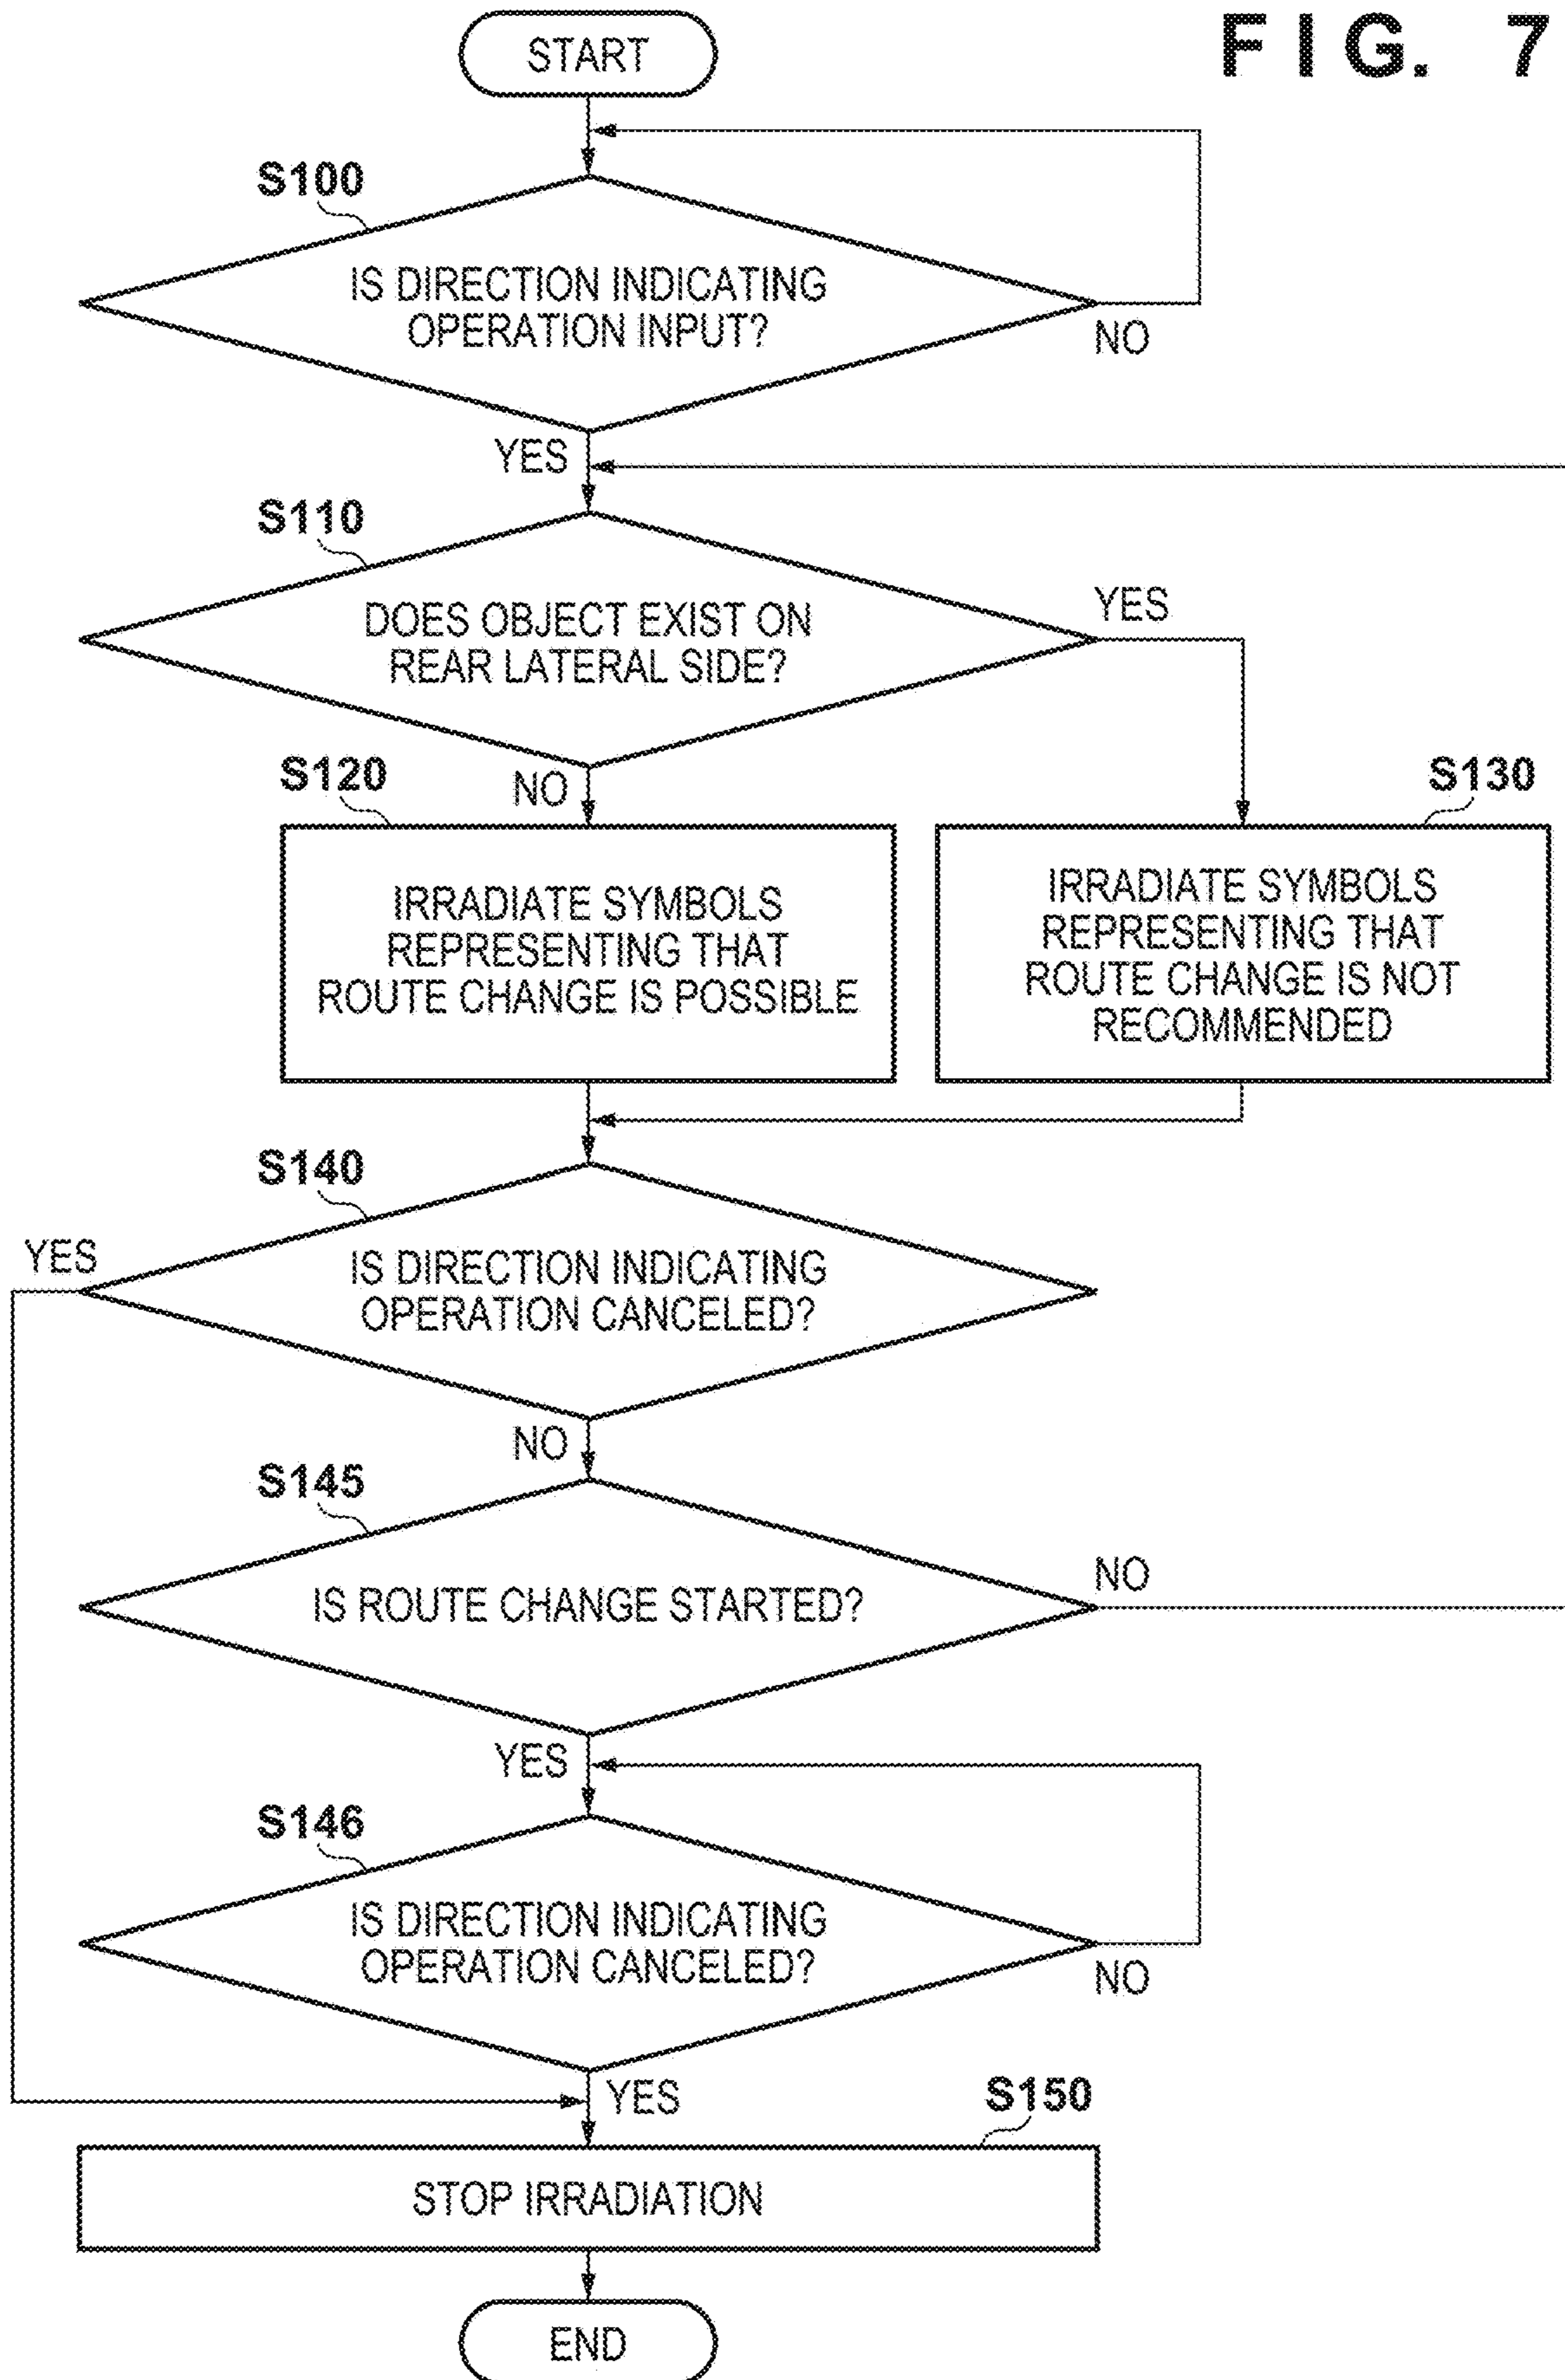 FIG. 7
START
S100
IS DIRECTION INDICATING
OPERATION INPUT?
NO
YES
S110
DOES OBJECT EXIST ON
REAR LATERAL SIDE?
YES
NO
S120
IRRADIATE SYMBOLS
REPRESENTING THAT
ROUTE CHANGE IS POSSIBLE
S130
IRRADIATE SYMBOLS
REPRESENTING THAT
ROUTE CHANGE IS NOT
RECOMMENDED
S140
YES
IS DIRECTION INDICATING
OPERATION CANCELED?
NO
S145
IS ROUTE CHANGE STARTED?
NO
YES
S146
IS DIRECTION INDICATING
OPERATION CANCELED?
NO
YES
S150
STOP IRRADIATION
END